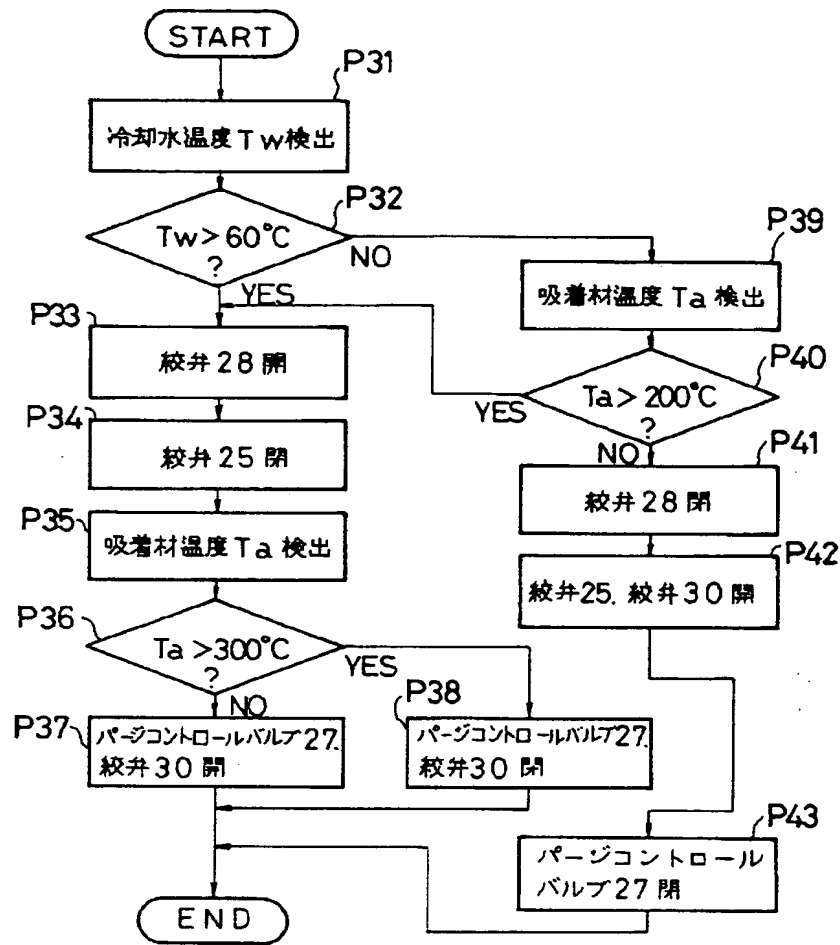 START
P31
冷却水温度Tw検出
P32
Tw>60°C
?
NO
YES
P39
吸着材温度Ta検出
P33
絞弁28開
P40
Ta>200°C
?
YES
NO
P34
絞弁25閉
P41
絞弁28閉
P35
吸着材温度Ta検出
P42
絞弁25.絞弁30開
P36
Ta>300°C
?
YES
NO
P37
パージコントロールバルブ27.
絞弁30開
P38
パージコントロールバルブ27.
絞弁30閉
P43
パージコントロール
バルブ27閉
END